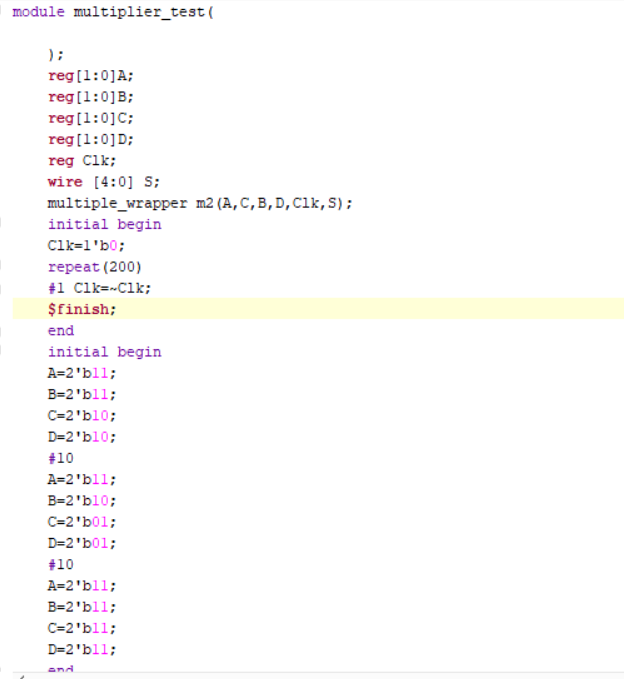 module multiplier_test(
);
reg[1:0]A;
reg[1:0]B;
reg[1:0]C;
reg[1:0]D;
reg Clk;
wire [4:0] S;
multiple_wrapper m2(A,C,B,D,Clk,S);
initial begin
Clk=1'b0;
repeat(200)
#1 Clk=~Clk;
$finish;
end
initial begin
A=2'b11;
B=2'b11;
C=2'b10;
D=2'b10;
#10
A=2'b11;
B=2'b10;
C=2'b01;
D=2'b01;
#10
A=2'b11;
B=2'b11;
C=2'b11;
D=2'b11;
end